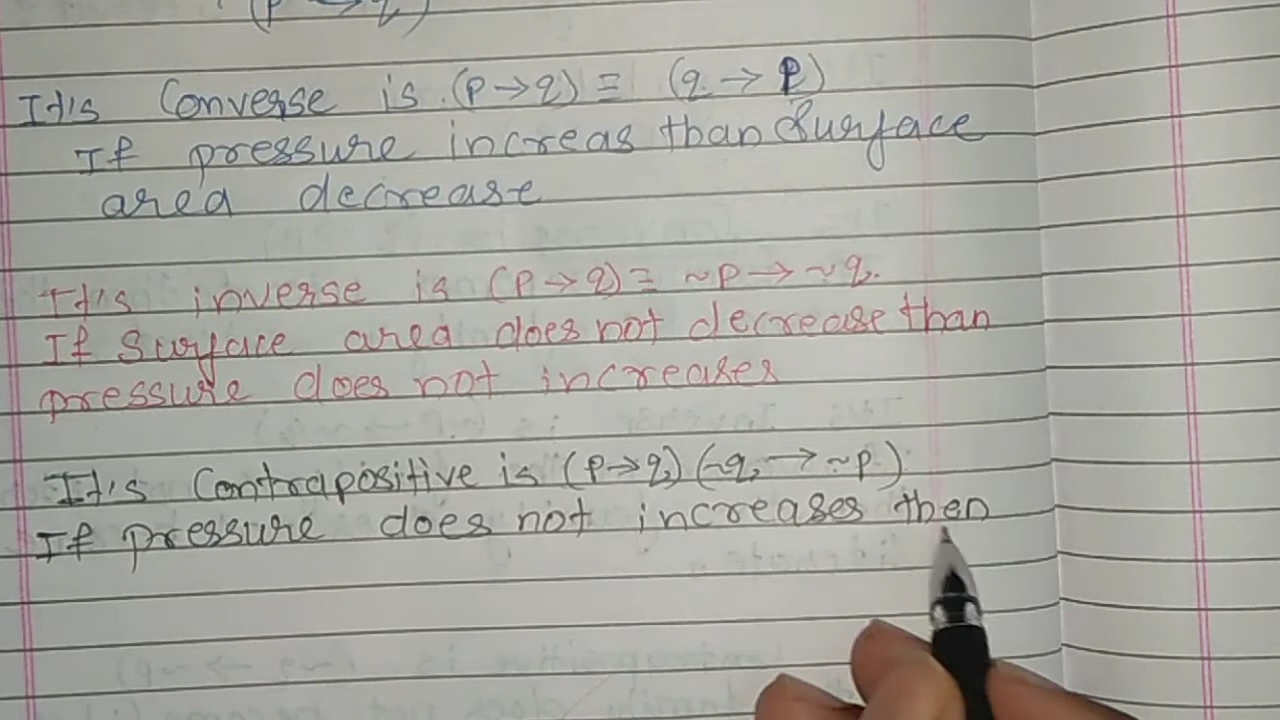 (p → q)
It's Converse is (p → q) = (q → p)
If pressure increas than Surface
area decrease
It's inverse is (p → q) = ~p → ~q.
If Surface area does not decrease than
pressure does not increases
It's Contrapositive is (p → q) (~q → ~p)
If pressure does not increases then